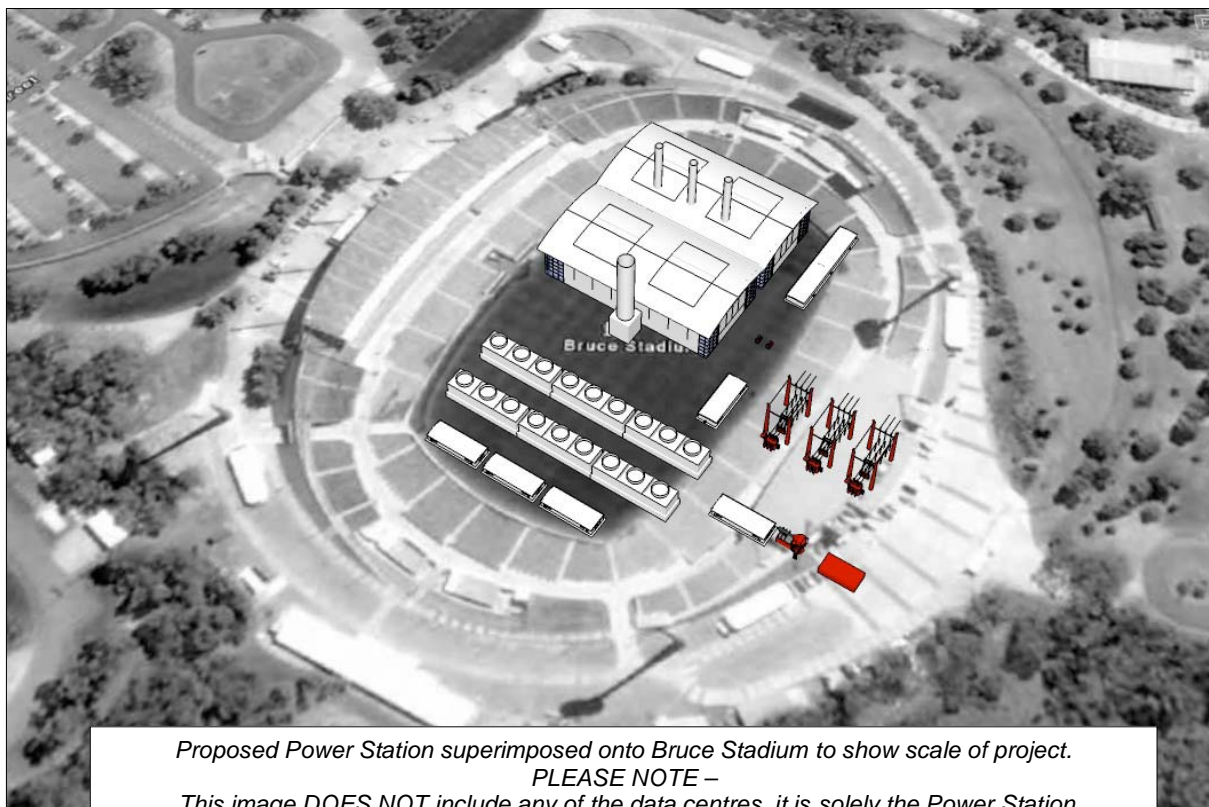 Bruce Stadium
Proposed Power Station superimposed onto Bruce Stadium to show scale of project.
PLEASE NOTE –
This image DOES NOT include any of the data centres, it is solely the Power Station